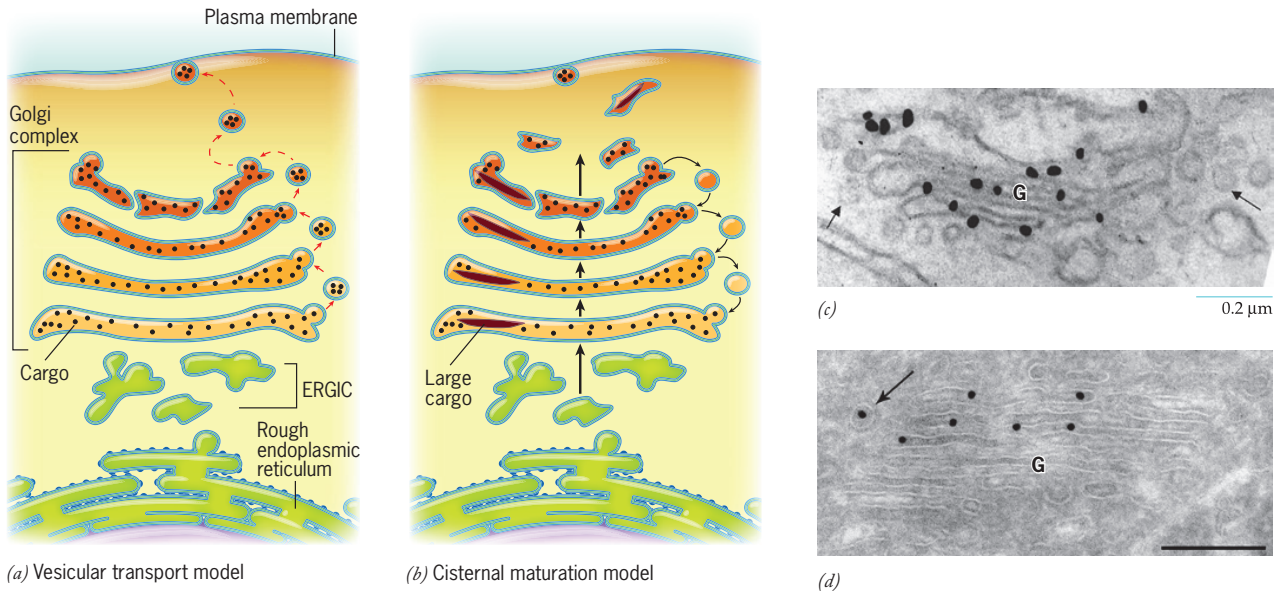 Plasma membrane
Golgi
complex
Cargo
ERGIC
Rough
endoplasmic
reticulum
(a) Vesicular transport model
Large
cargo
(b) Cisternal maturation model
G
(c)
0.2 µm
G
(d)